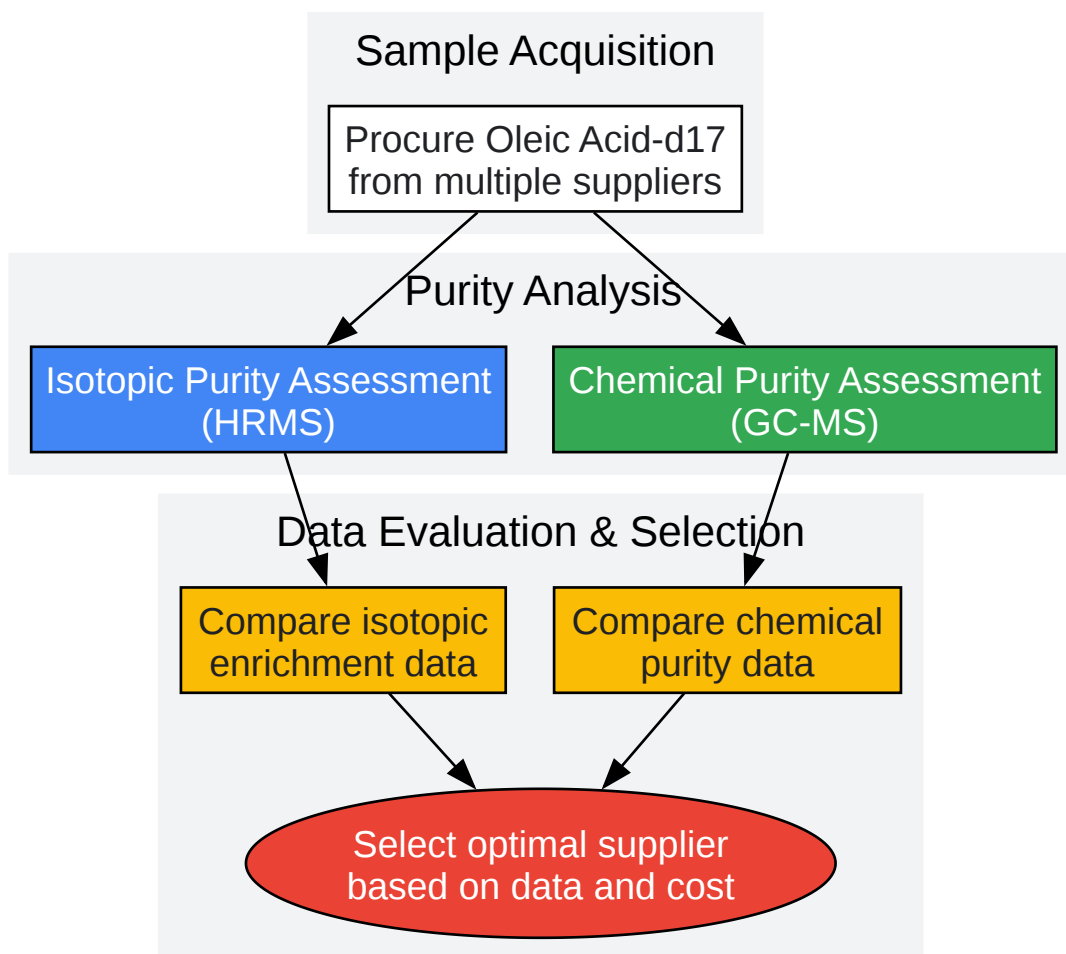 Sample Acquisition
Procure Oleic Acid-d17
from multiple suppliers
Purity Analysis
Isotopic Purity Assessment
(HRMS)
Chemical Purity Assessment
(GC-MS)
Data Evaluation & Selection
Compare isotopic
enrichment data
Compare chemical
purity data
Select optimal supplier
based on data and cost